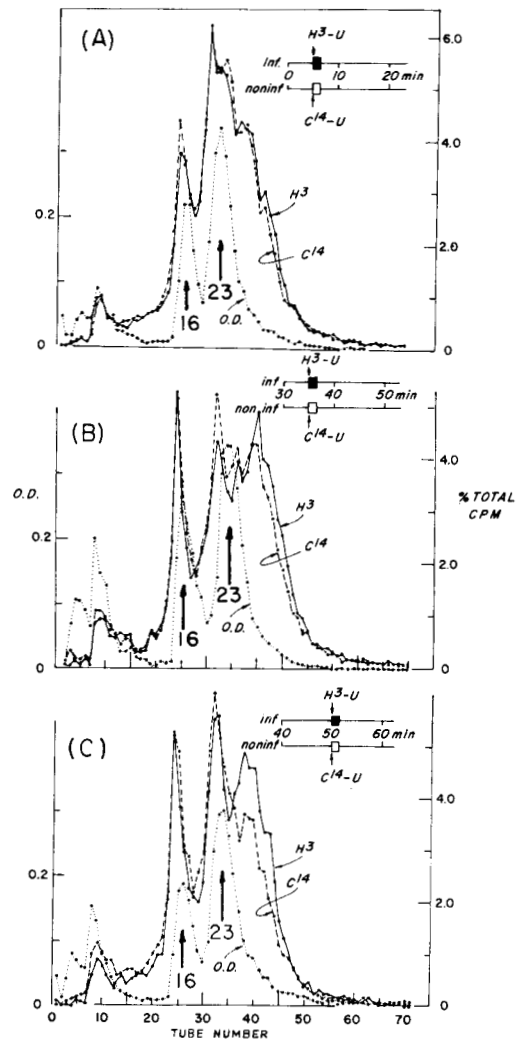 (A)
H³-U
Inf.
0 10 20 min
noninf
C¹⁴-U
6.0
4.0
0.2
2.0
0
0
H³
C¹⁴
16
23
O.D.
H³-U
inf
30 40 50 min
non inf
C¹⁴-U
(B)
O.D.
4.0
% TOTAL
CPM
0.2
2.0
0
0
H³
C¹⁴
16
23
O.D.
H³-U
inf
40 50 60 min
noninf
C¹⁴-U
(C)
6.0
4.0
0.2
2.0
0
0
H³
C¹⁴
16
23
O.D.
0 10 20 30 40 50 60 70
TUBE NUMBER